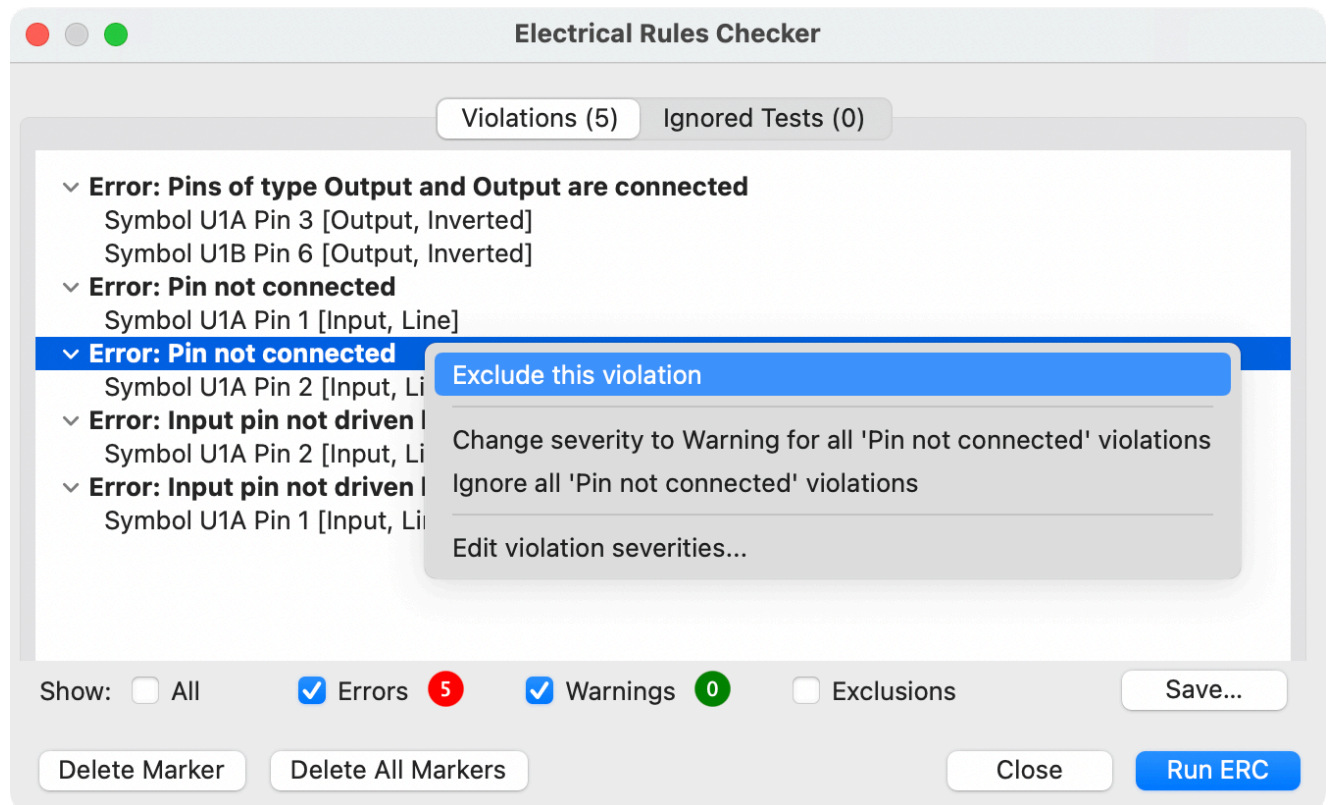 Electrical Rules Checker
Violations (5)
Ignored Tests (0)
Error: Pins of type Output and Output are connected
Symbol U1A Pin 3 [Output, Inverted]
Symbol U1B Pin 6 [Output, Inverted]
Error: Pin not connected
Symbol U1A Pin 1 [Input, Line]
Error: Pin not connected
Symbol U1A Pin 2 [Input, Li
Error: Input pin not driven
Symbol U1A Pin 2 [Input, Li
Error: Input pin not driven
Symbol U1A Pin 1 [Input, Li
Exclude this violation
Change severity to Warning for all 'Pin not connected' violations
Ignore all 'Pin not connected' violations
Edit violation severities...
Show:
All
Errors
5
Warnings
0
Exclusions
Save...
Delete Marker
Delete All Markers
Close
Run ERC